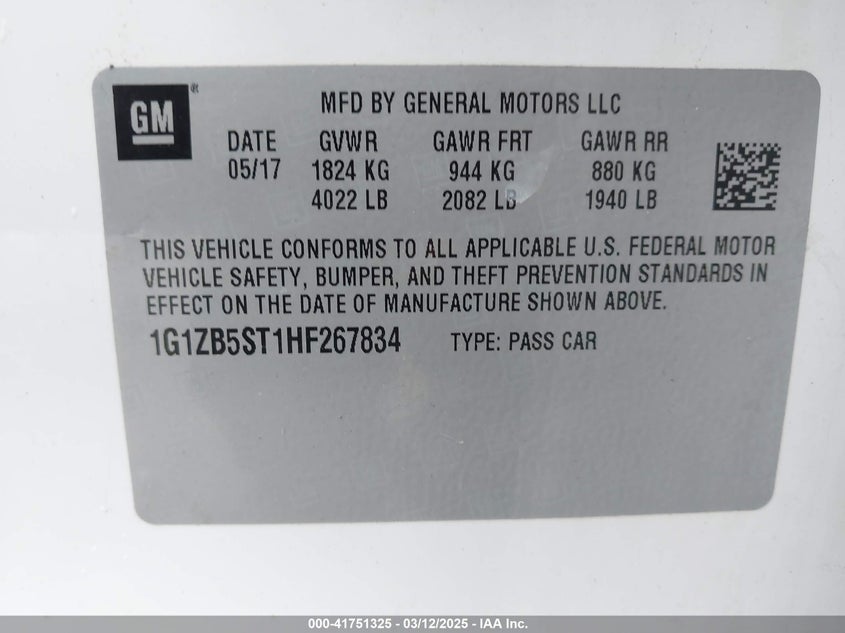 GM®
MFD BY GENERAL MOTORS LLC
DATE GVWR GAWR FRT GAWR RR
05/17 1824 KG 944 KG 880 KG
4022 LB 2082 LB 1940 LB
THIS VEHICLE CONFORMS TO ALL APPLICABLE U.S. FEDERAL MOTOR
VEHICLE SAFETY, BUMPER, AND THEFT PREVENTION STANDARDS IN
EFFECT ON THE DATE OF MANUFACTURE SHOWN ABOVE.
1G1ZB5ST1HF267834 TYPE: PASS CAR
000-41751325 - 03/12/2025 - IAA Inc.